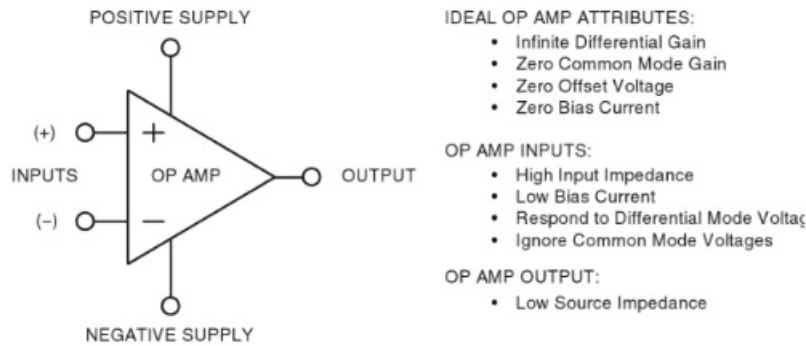 POSITIVE SUPPLY
(+)
+
INPUTS
OP AMP
OUTPUT
(−)
−
NEGATIVE SUPPLY
IDEAL OP AMP ATTRIBUTES:
• Infinite Differential Gain
• Zero Common Mode Gain
• Zero Offset Voltage
• Zero Bias Current
OP AMP INPUTS:
• High Input Impedance
• Low Bias Current
• Respond to Differential Mode Voltag
• Ignore Common Mode Voltages
OP AMP OUTPUT:
• Low Source Impedance